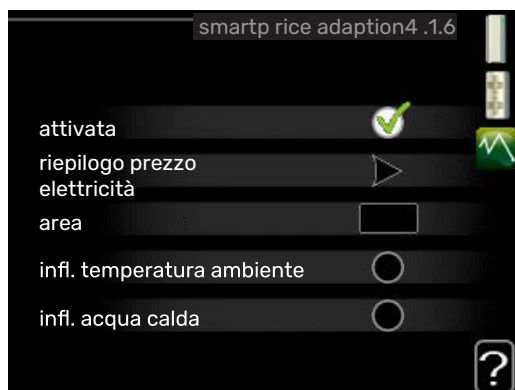 smartp rice adaption4 .1.6
attivata
riepilogo prezzo
elettricità
area
infl. temperatura ambiente
infl. acqua calda
?